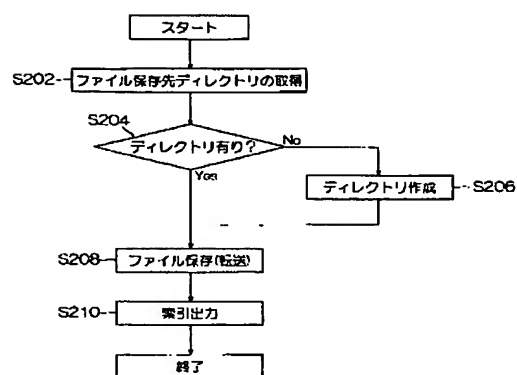 スタート
S202 ファイル保存先ディレクトリの取得
S204
ディレクトリ有り?
No
Yes
ディレクトリ作成 S206
S208 ファイル保存(転送)
S210 索引出力
終了